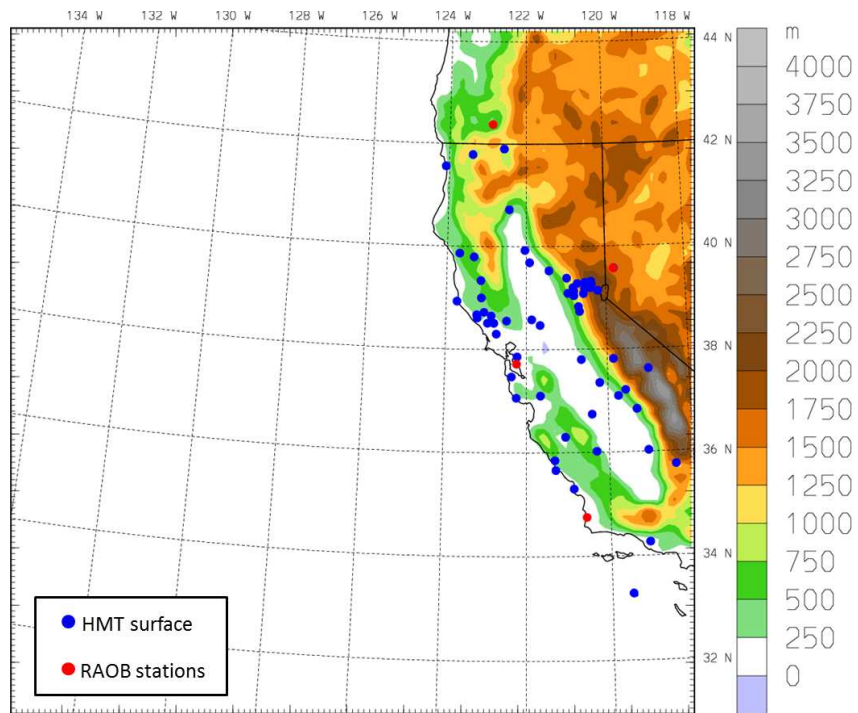 134 W 132 W 130 W 128 W 126 W 124 W 122 W 120 W 118 W
m
44 N
4000
3750
3500
42 N
3250
3000
40 N
2750
2500
2250
38 N
2000
1750
1500
36 N
1250
1000
34 N
750
500
HMT surface
250
32 N
RAOB stations
0